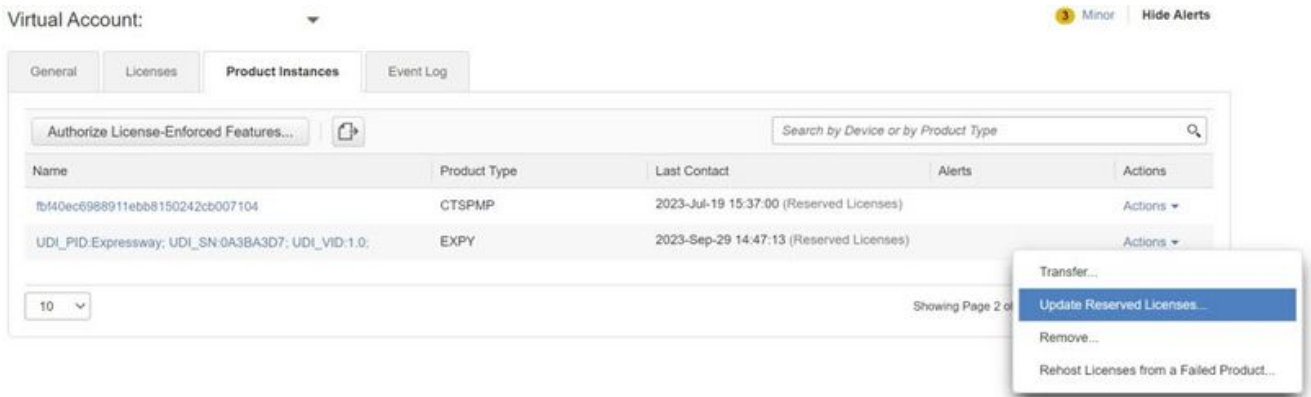 Virtual Account:
3 Minor Hide Alerts
General Licenses Product Instances Event Log
Authorize License-Enforced Features...
Search by Device or by Product Type
Name Product Type Last Contact Alerts Actions
fbf40ec6988911ebb8150242cb007104 CTSPMP 2023-Jul-19 15:37:00 (Reserved Licenses) Actions
UDI_PID:Expressway; UDI_SN:0A3BA3D7; UDI_VID:1.0; EXPY 2023-Sep-29 14:47:13 (Reserved Licenses) Actions
Transfer...
10 Showing Page 2 of
Update Reserved Licenses...
Remove...
Rehost Licenses from a Failed Product...